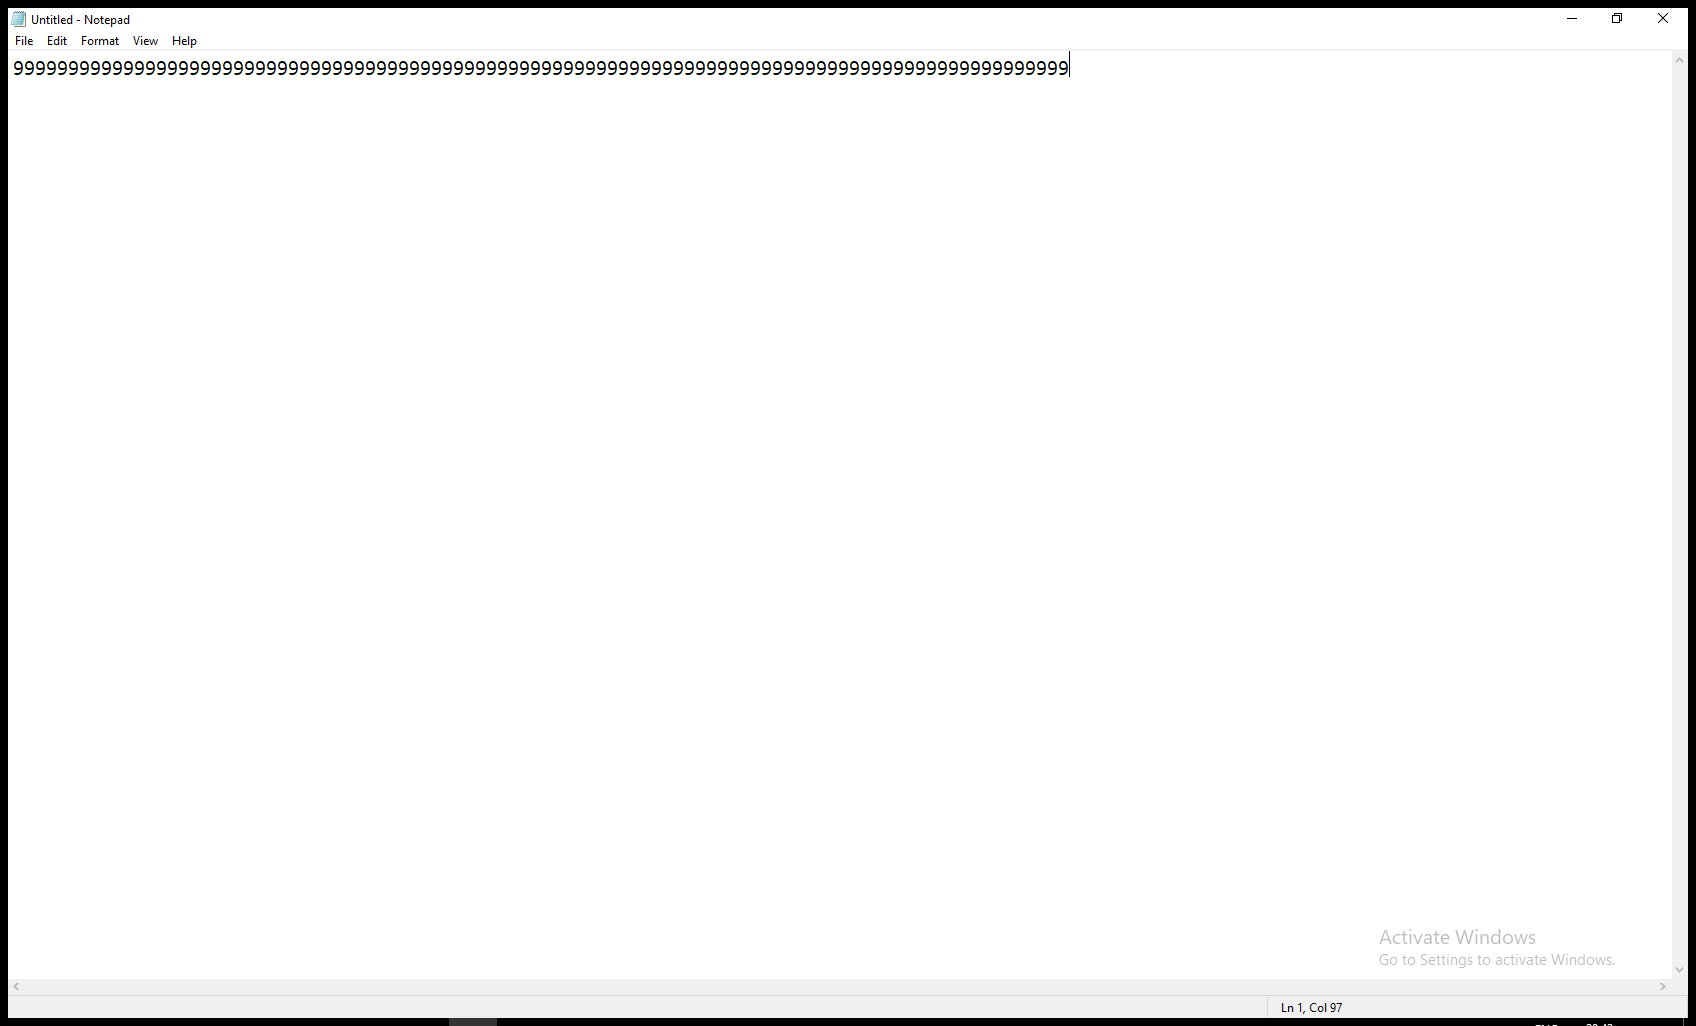 Untitled - Notepad
File Edit Format View Help
999999999999999999999999999999999999999999999999999999999999999999999999999999999999999999999999
Activate Windows
Go to Settings to activate Windows.
Ln 1, Col 97